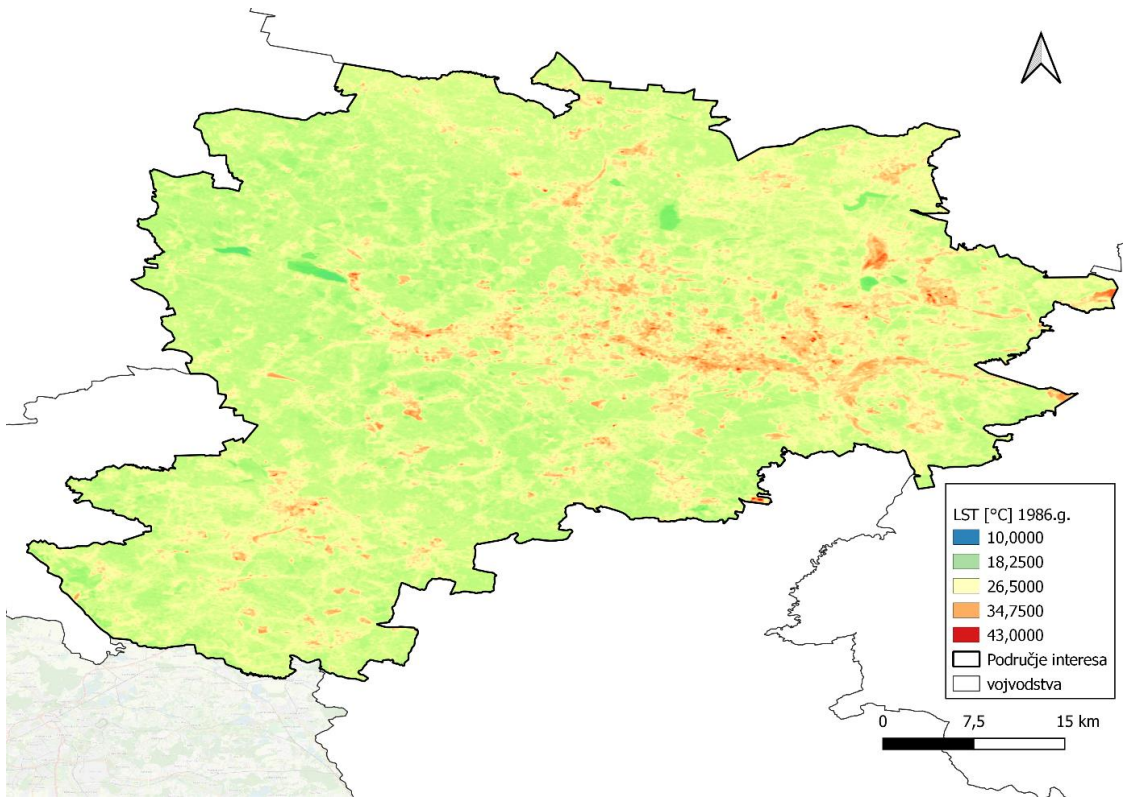 LST [°C] 1986.g.
10,0000
18,2500
26,5000
34,7500
43,0000
Područje interesa
vojvodstva
0 7,5 15 km